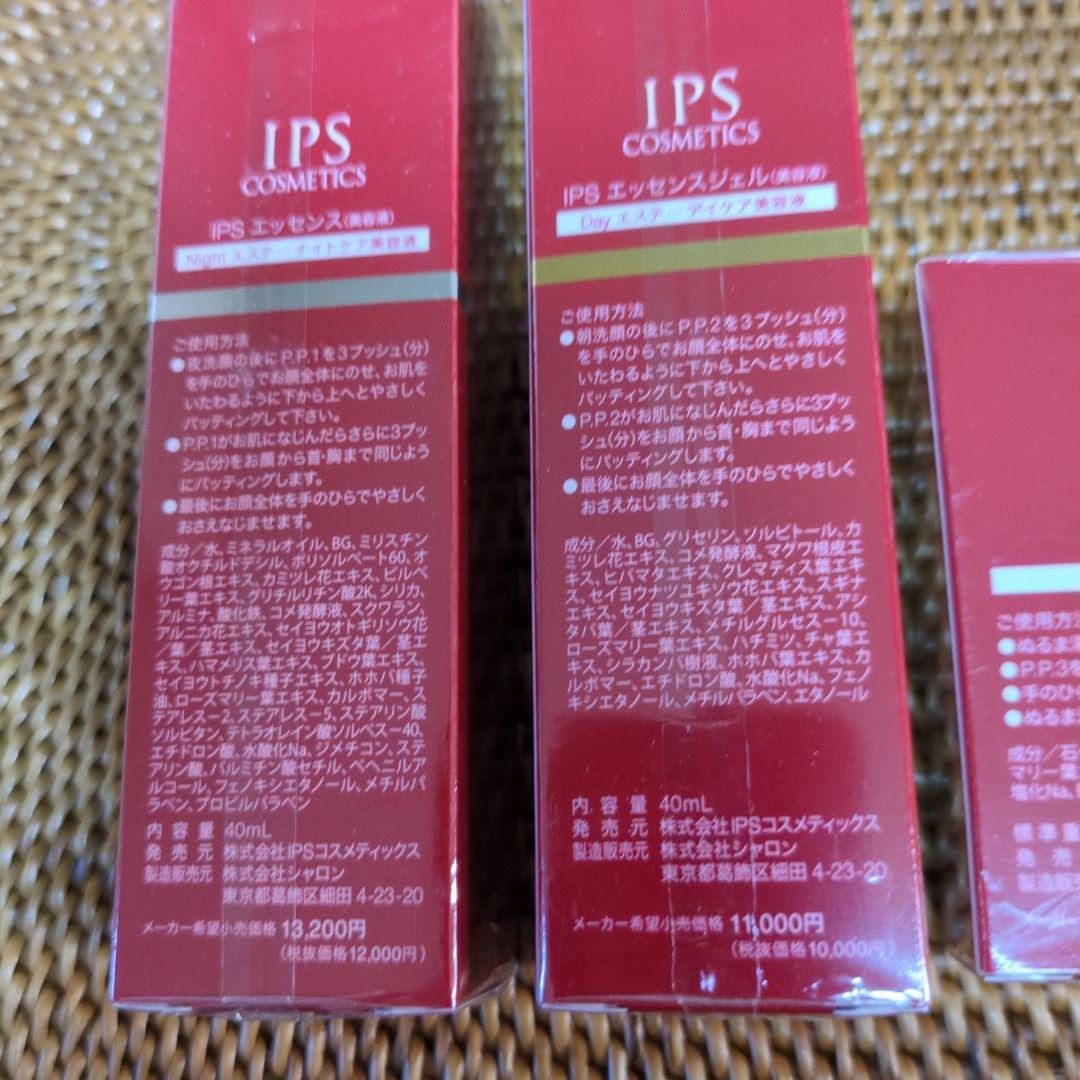 IPS
COSMETICS
IPS エッセンス(美容液)
Night エステ…ナイトケア美容液
ご使用方法
●夜洗顔の後にP.P.1を3プッシュ(分)
を手のひらでお顔全体にのせ、お肌を
いたわるように下から上へとやさしく
パッティングして下さい。
●P.P.1がお肌になじんだらさらに3プッ
シュ(分)をお顔から首・胸まで同じよう
にパッティングします。
●最後にお顔全体を手のひらでやさしく
おさえなじませます。
成分/水、ミネラルオイル、BG、ミリスチン
酸オクチルドデシル、ポリソルベート60、オ
ウゴン根エキス、カミツレ花エキス、ビルベ
リー葉エキス、グリチルリチン酸2K、シリカ、
アルミナ、酸化鉄、コメ発酵液、スクワラン、
アルニカ花エキス、セイヨウオトギリソウ花
/葉/茎エキス、セイヨウキズタ葉/茎エ
キス、ハマメリス葉エキス、ブドウ葉エキス、
セイヨウトチノキ種子エキス、ホホバ種子
油、ローズマリー葉エキス、カルボマー、ス
テアレス-2、ステアレス-5、ステアリン酸
ソルビタン、テトラオレイン酸ソルベス-40、
エチドロン酸、水酸化Na、ジメチコン、ステ
アリン酸、パルミチン酸セチル、ベヘニルア
ルコール、フェノキシエタノール、メチルパ
ラベン、プロピルパラベン
内容量 40mL
発売元 株式会社IPSコスメティックス
製造販売元 株式会社シャロン
東京都葛飾区細田4-23-20
メーカー希望小売価格 13,200円
(税抜価格12,000円)
IPS
COSMETICS
IPS エッセンスジェル(美容液)
Day エステ…デイケア美容液
ご使用方法
●朝洗顔の後にP.P.2を3プッシュ(分)
を手のひらでお顔全体にのせ、お肌を
いたわるように下から上へとやさしく
パッティングして下さい。
●P.P.2がお肌になじんだらさらに3プッ
シュ(分)をお顔から首・胸まで同じよう
にパッティングします。
●最後にお顔全体を手のひらでやさしく
おさえなじませます。
成分/水、BG、グリセリン、ソルビトール、カ
ミツレ花エキス、コメ発酵液、マグワ根皮エ
キス、ヒバマタエキス、クレマティス葉エキ
ス、セイヨウナツユキソウ花エキス、スギナ
エキス、セイヨウキズタ葉/茎エキス、アシ
タバ葉/茎エキス、メチルグルセス-10、
ローズマリー葉エキス、ハチミツ、チャ葉エ
キス、シラカンバ樹液、ホホバ葉エキス、カ
ルボマー、エチドロン酸、水酸化Na、フェノ
キシエタノール、メチルパラベン、エタノール
内容量 40mL
発売元 株式会社IPSコスメティックス
製造販売元 株式会社シャロン
東京都葛飾区細田4-23-20
メーカー希望小売価格 11,000円
(税抜価格10,000円)
ご使用方法
●ぬるま
●P.P.3を
●手のひ
●ぬるま
成分/石
マリー葉
塩化Na、
標準重
発売
製造販売
メーカー